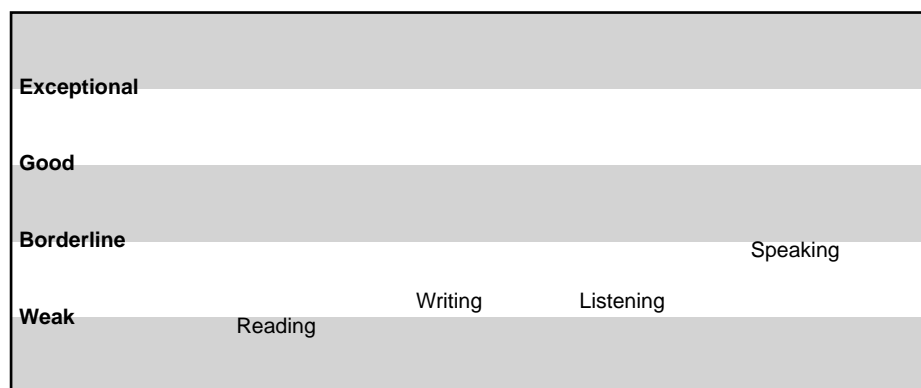 Exceptional
Good
Borderline
Speaking
Writing
Listening
Weak
Reading